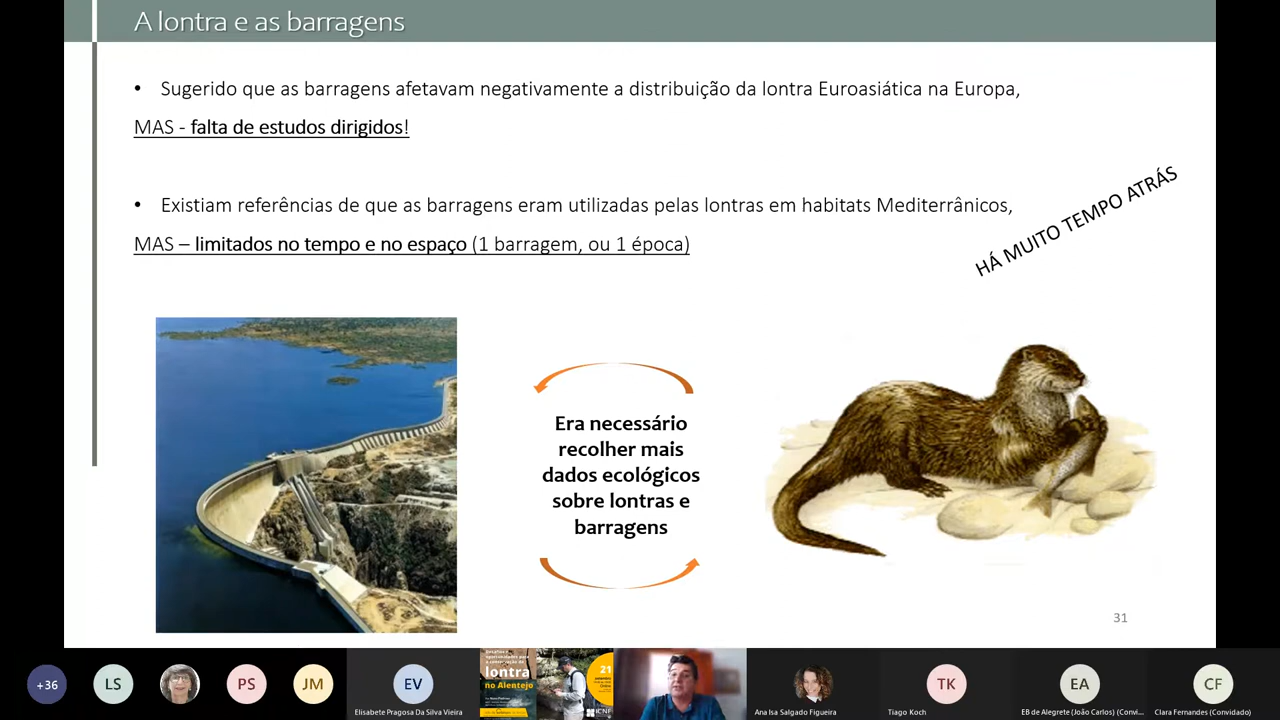 A lontra e as barragens
• Sugerido que as barragens afetavam negativamente a distribuição da lontra Euroasiática na Europa,
MAS - falta de estudos dirigidos!
• Existiam referências de que as barragens eram utilizadas pelas lontras em habitats Mediterrânicos,
MAS – limitados no tempo e no espaço (1 barragem, ou 1 época)
HÁ MUITO TEMPO ATRÁS
Era necessário
recolher mais
dados ecológicos
sobre lontras e
barragens
31
+36
LS
PS
JM
EV
Elisabete Pragosa Da Silva Vieira
lontra
no Alentejo
21
ICNF
Ana Isa Salgado Figueira
TK
Tiago Koch
EA
EB de Alegrete (João Carlos) (Convi...
CF
Clara Fernandes (Convidado)